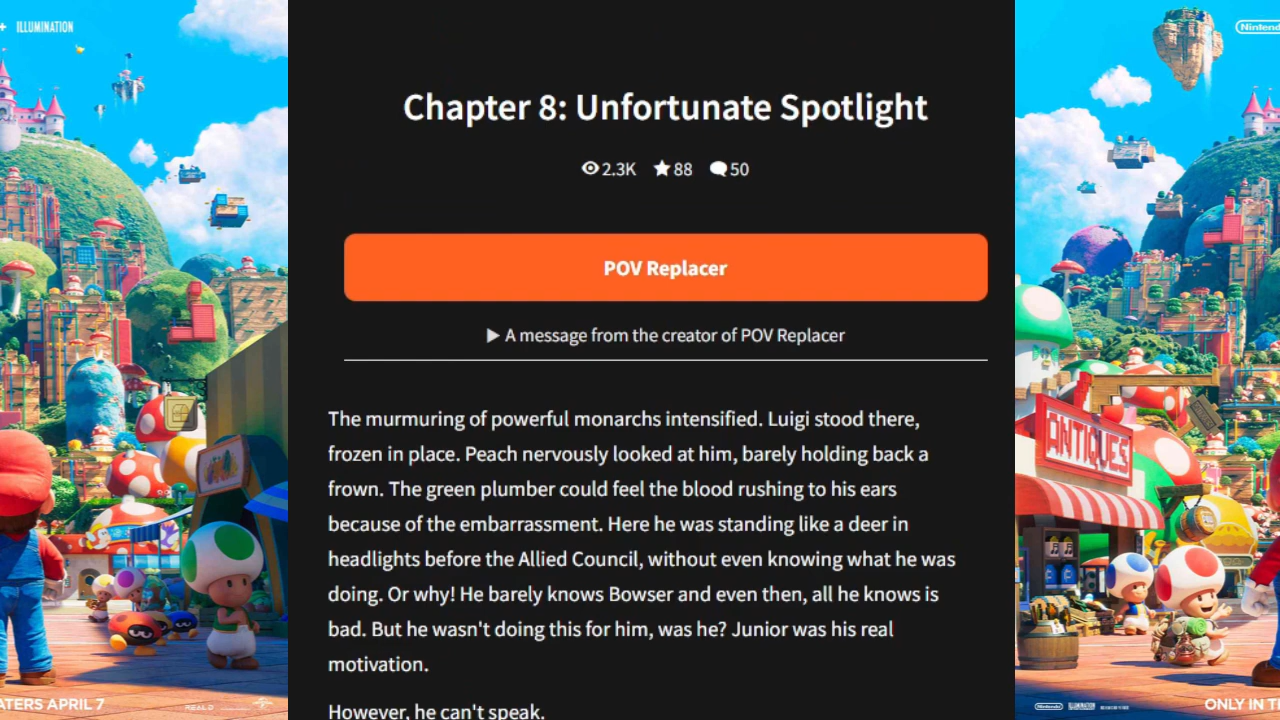 ILLUMINATION
Nintend
Chapter 8: Unfortunate Spotlight
2.3K 88 50
POV Replacer
▶ A message from the creator of POV Replacer
The murmuring of powerful monarchs intensified. Luigi stood there,
frozen in place. Peach nervously looked at him, barely holding back a
frown. The green plumber could feel the blood rushing to his ears
because of the embarrassment. Here he was standing like a deer in
headlights before the Allied Council, without even knowing what he was
doing. Or why! He barely knows Bowser and even then, all he knows is
bad. But he wasn't doing this for him, was he? Junior was his real
motivation.
However, he can't speak.
ANTIQUES
ATERS APRIL 7
REALD
Nintendo ILLUMINATION
ONLY IN T